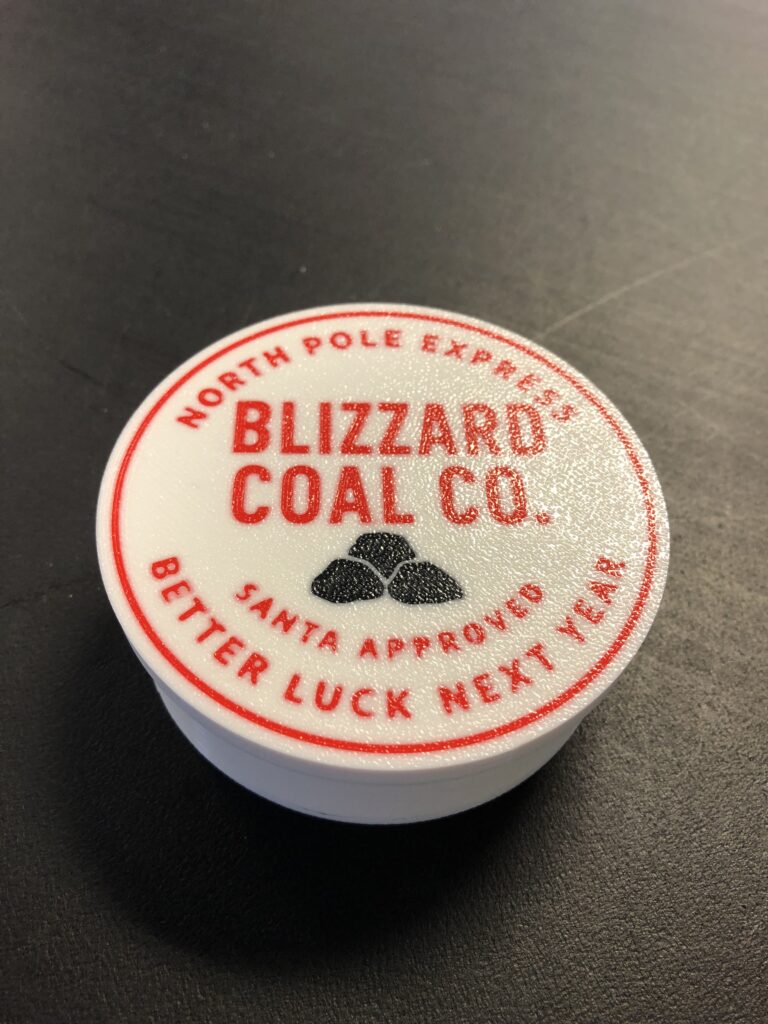 NORTH POLE EXPRESS
BLIZZARD
COAL CO.
SANTA APPROVED
BETTER LUCK NEXT YEAR